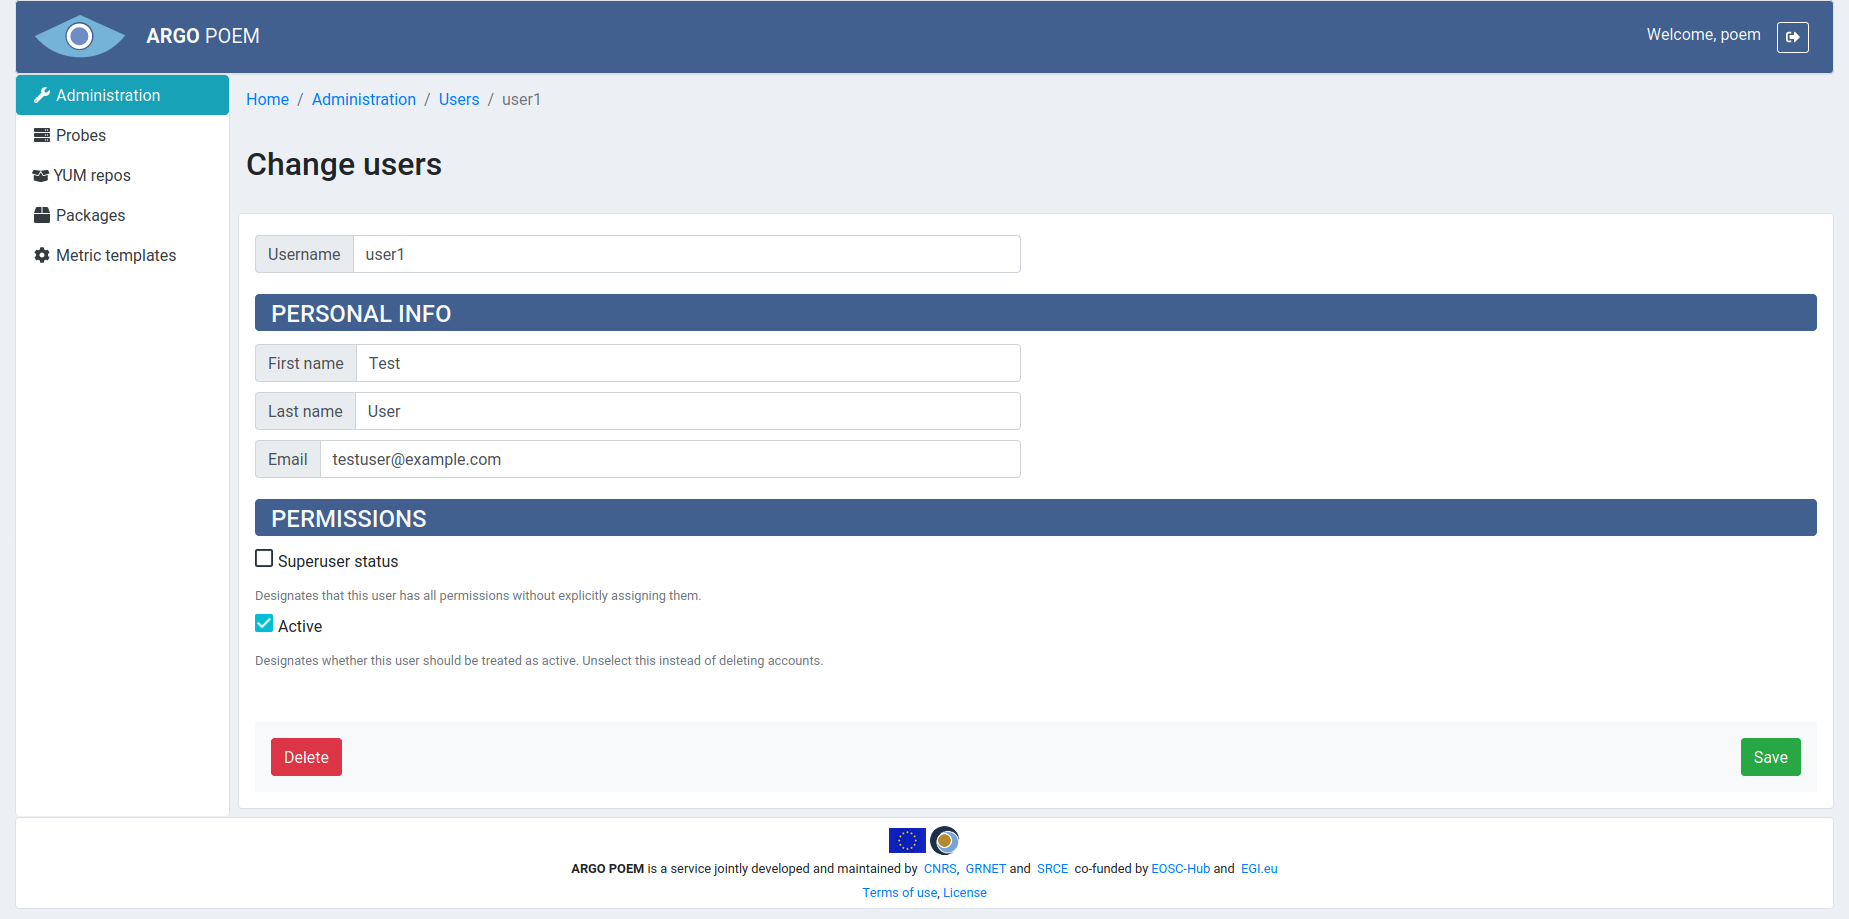 ARGO POEM
Welcome, poem
Administration
Probes
YUM repos
Packages
Metric templates
Home / Administration / Users / user1
Change users
Username user1
PERSONAL INFO
First name Test
Last name User
Email testuser@example.com
PERMISSIONS
Superuser status
Designates that this user has all permissions without explicitly assigning them.
Active
Designates whether this user should be treated as active. Unselect this instead of deleting accounts.
Delete
Save
ARGO POEM is a service jointly developed and maintained by CNRS, GRNET and SRCE co-funded by EOSC-Hub and EGI.eu
Terms of use, License